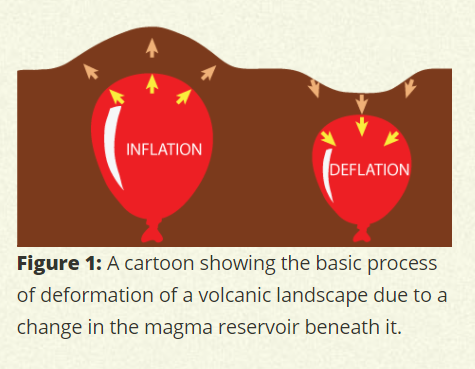 INFLATION
DEFLATION
Figure 1: A cartoon showing the basic process
of deformation of a volcanic landscape due to a
change in the magma reservoir beneath it.